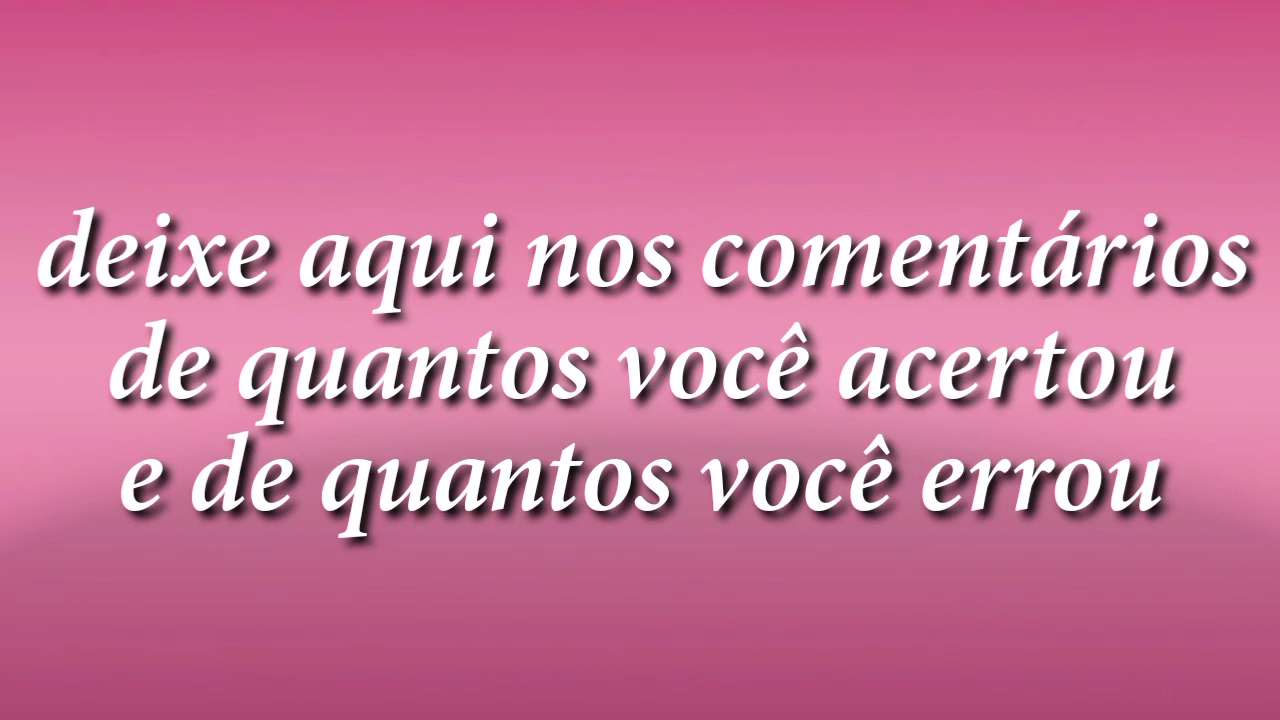 deixe aqui nos comentários
de quantos você acertou
e de quantos você errou